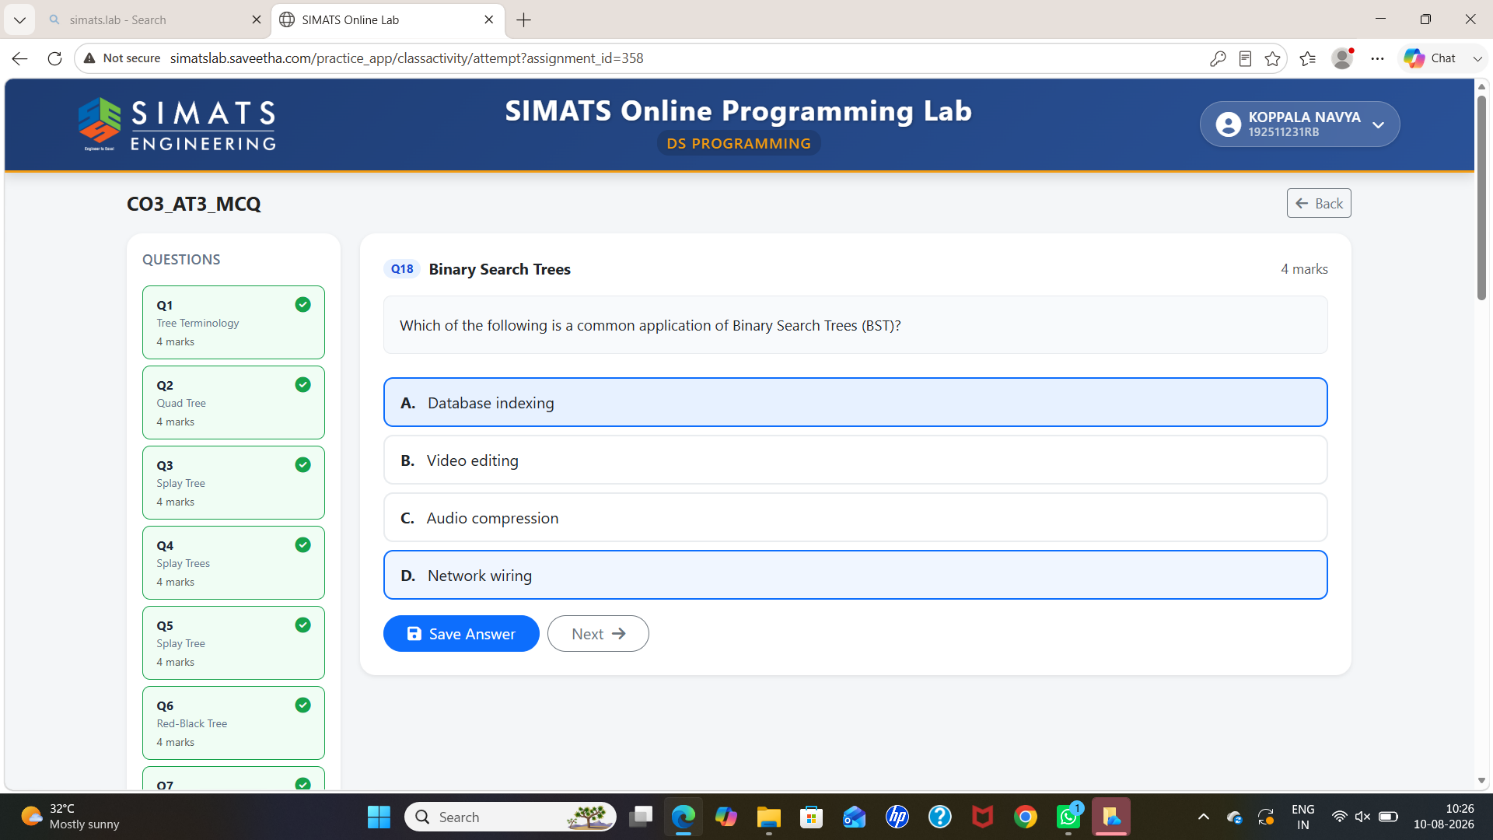 simats.lab - Search
SIMATS Online Lab
Not secure simatslab.saveetha.com/practice_app/classactivity/attempt?assignment_id=358
Chat
SIMATS
ENGINEERING
SIMATS Online Programming Lab
DS PROGRAMMING
KOPPALA NAVYA
192511231RB
CO3_AT3_MCQ
Back
QUESTIONS
Q1
Tree Terminology
4 marks
Q2
Quad Tree
4 marks
Q3
Splay Tree
4 marks
Q4
Splay Trees
4 marks
Q5
Splay Tree
4 marks
Q6
Red-Black Tree
4 marks
Q7
Q18 Binary Search Trees
4 marks
Which of the following is a common application of Binary Search Trees (BST)?
A. Database indexing
B. Video editing
C. Audio compression
D. Network wiring
Save Answer
Next
32°C
Mostly sunny
Search
hp
1
ENG
IN
10:26
10-08-2026